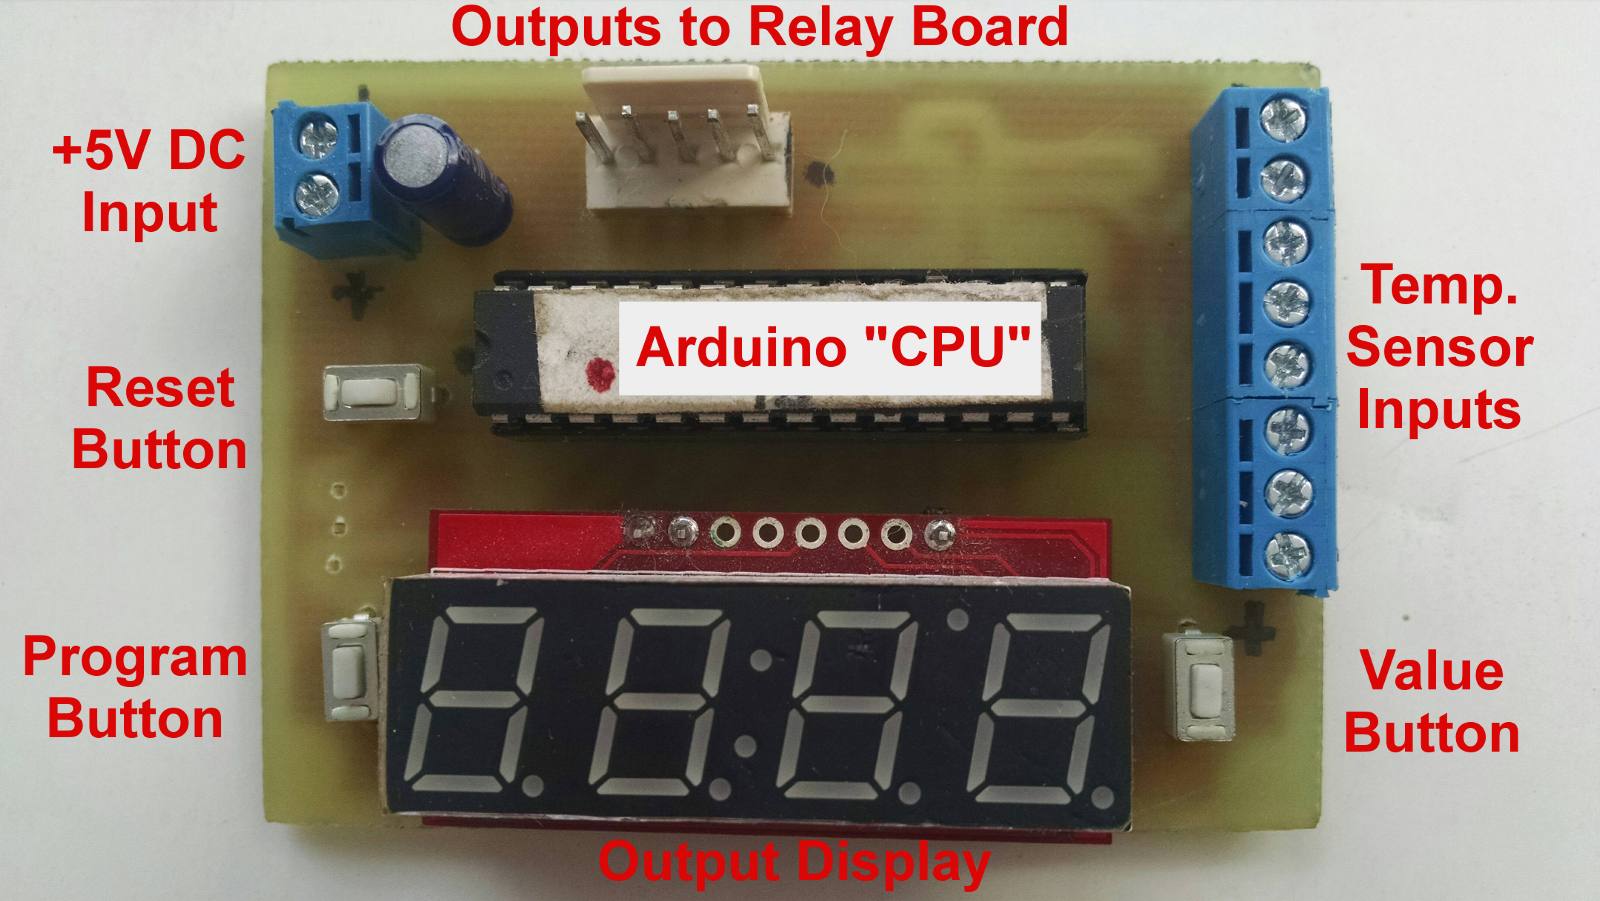 Outputs to Relay Board
+5V DC
Input
Arduino "CPU"
Temp.
Sensor
Inputs
Reset
Button
Program
Button
Value
Button
Output Display